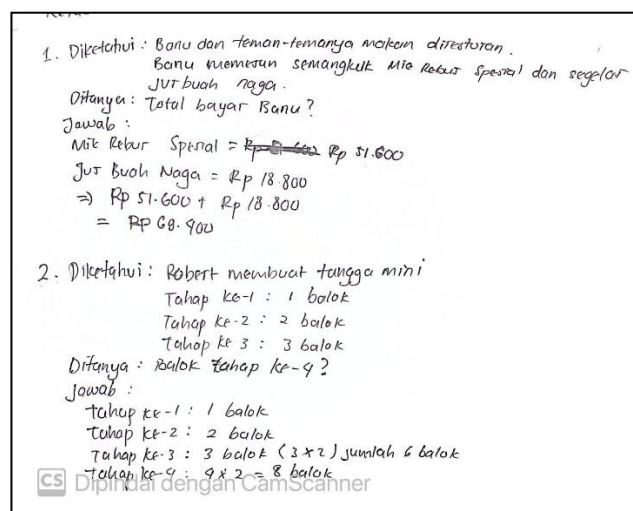 1. Diketahui : Banu dan teman-temanya makan direstoran.
Banu memesan semangkuk Mie Rebus Spesial dan segelas
Jus buah naga.
Ditanya : Total bayar Banu?
Jawab :
Mie Rebus Spesial = Rp 51.600
Jus Buah Naga = Rp 18.800
⇒ Rp 51.600 + Rp 18.800
= Rp 69.400
2. Diketahui : Robert membuat tangga mini
Tahap ke-1 : 1 balok
Tahap ke-2 : 2 balok
Tahap ke 3 : 3 balok
Ditanya : Balok tahap ke-4?
Jawab :
tahap ke-1 : 1 balok
tahap ke-2 : 2 balok
Tahap ke-3 : 3 balok (3 x 2) jumlah 6 balok
tahap ke-4 : 4 x 2 = 8 balok
CS Dipindai dengan CamScanner